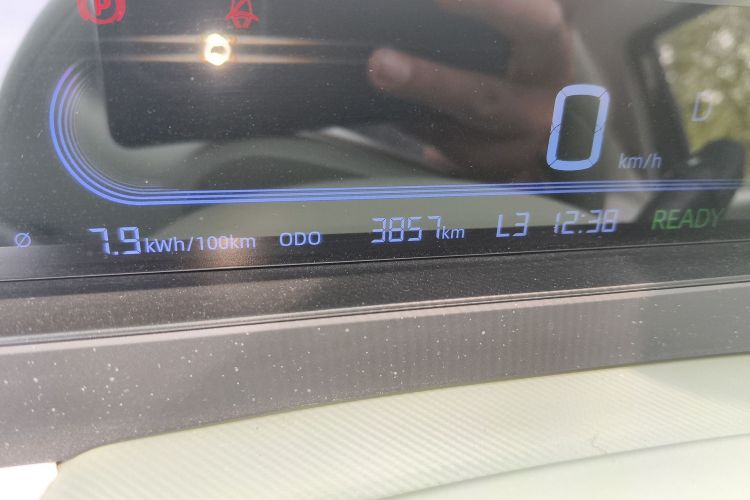 P
0 km/h D
Ø 7.9 kWh/100km ODO 3857 km L3 12:38 READY